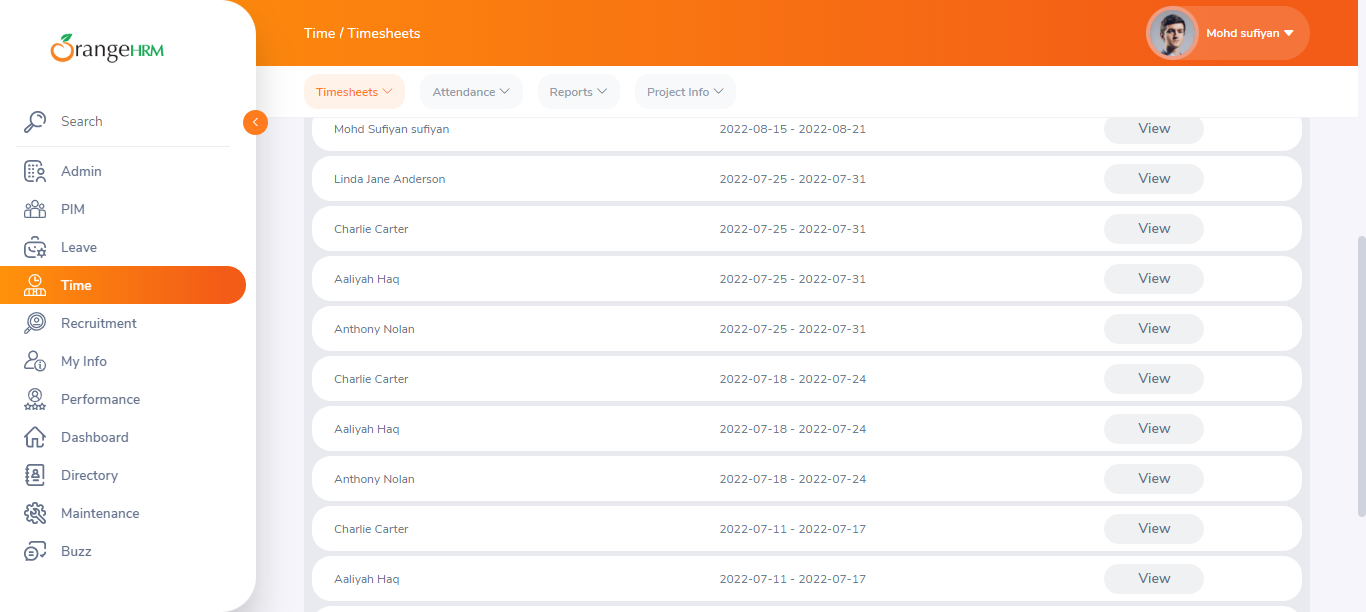 OrangeHRM
Search
Admin
PIM
Leave
Time
Recruitment
My Info
Performance
Dashboard
Directory
Maintenance
Buzz
Time / Timesheets
Mohd sufiyan
Timesheets
Attendance
Reports
Project Info
Mohd Sufiyan sufiyan 2022-08-15 - 2022-08-21 View
Linda Jane Anderson 2022-07-25 - 2022-07-31 View
Charlie Carter 2022-07-25 - 2022-07-31 View
Aaliyah Haq 2022-07-25 - 2022-07-31 View
Anthony Nolan 2022-07-25 - 2022-07-31 View
Charlie Carter 2022-07-18 - 2022-07-24 View
Aaliyah Haq 2022-07-18 - 2022-07-24 View
Anthony Nolan 2022-07-18 - 2022-07-24 View
Charlie Carter 2022-07-11 - 2022-07-17 View
Aaliyah Haq 2022-07-11 - 2022-07-17 View